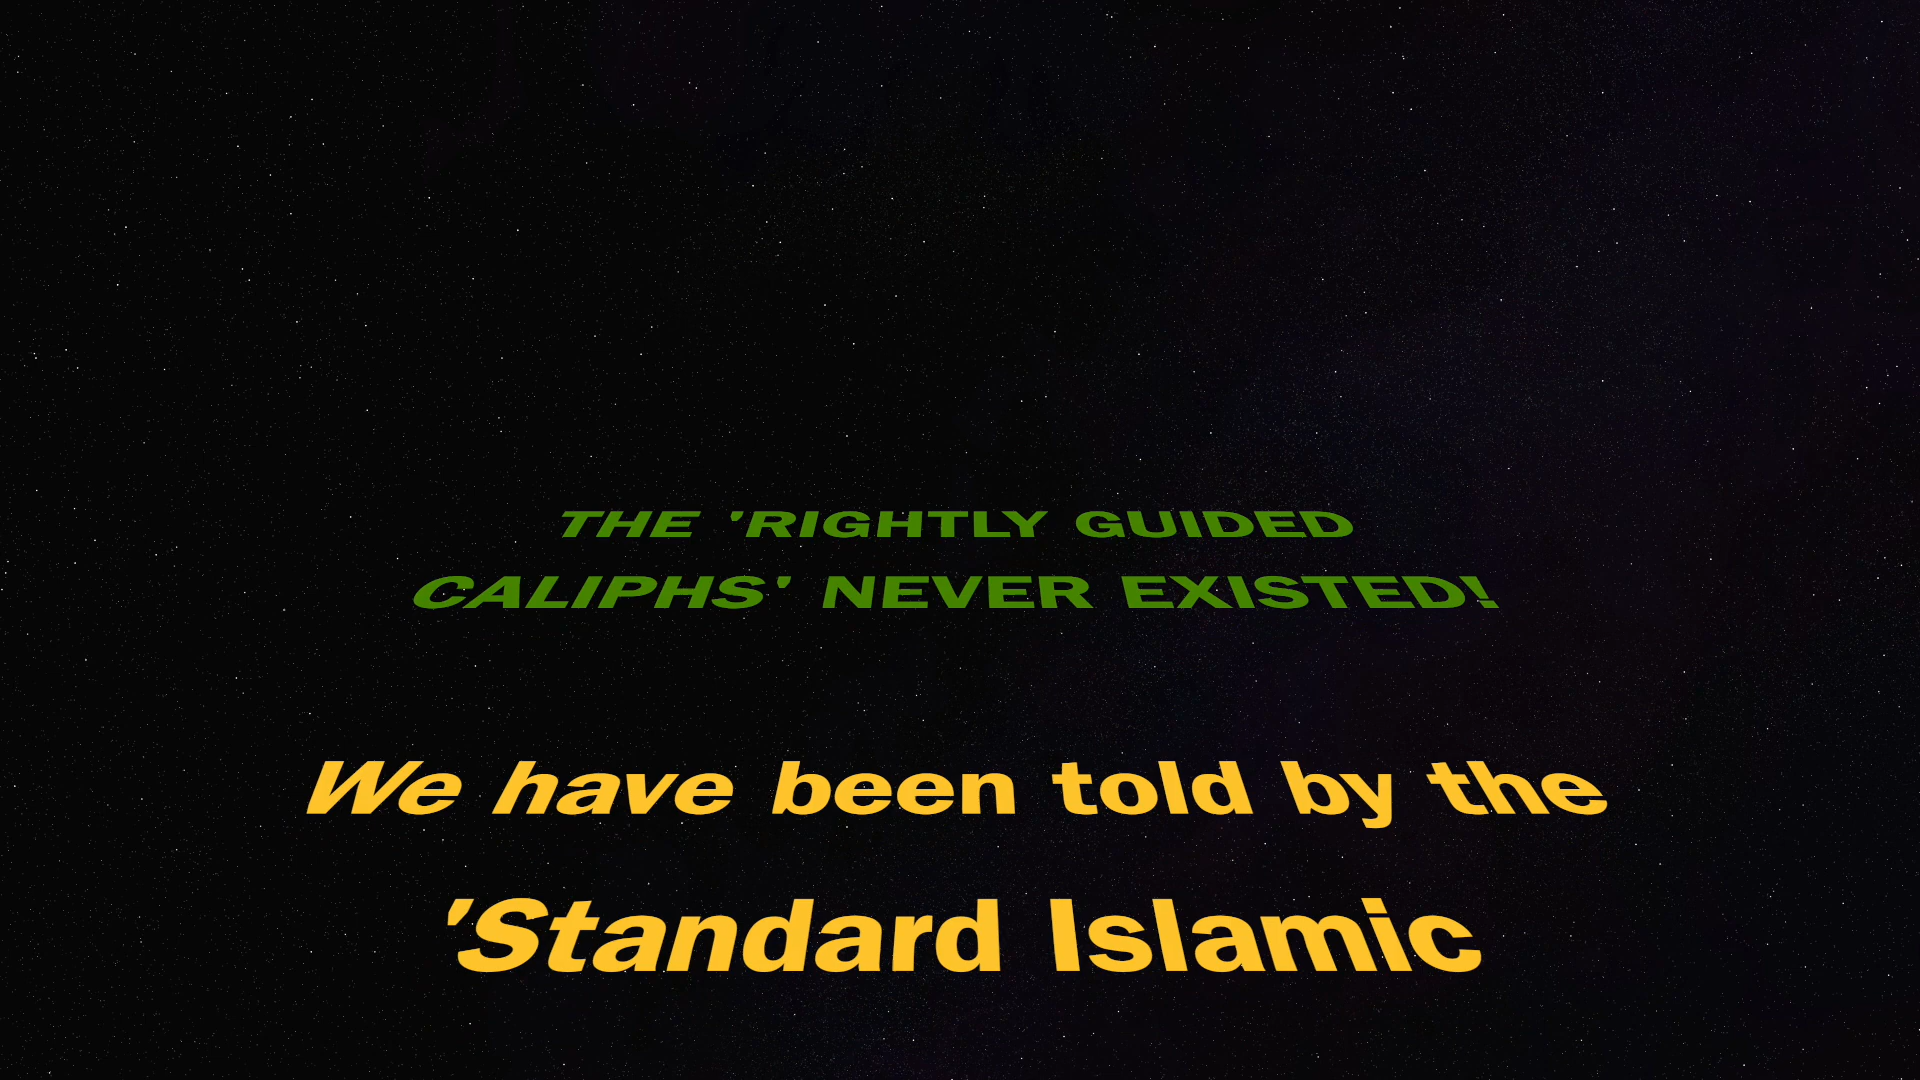 THE 'RIGHTLY GUIDED
CALIPHS' NEVER EXISTED!
We have been told by the
'Standard Islamic